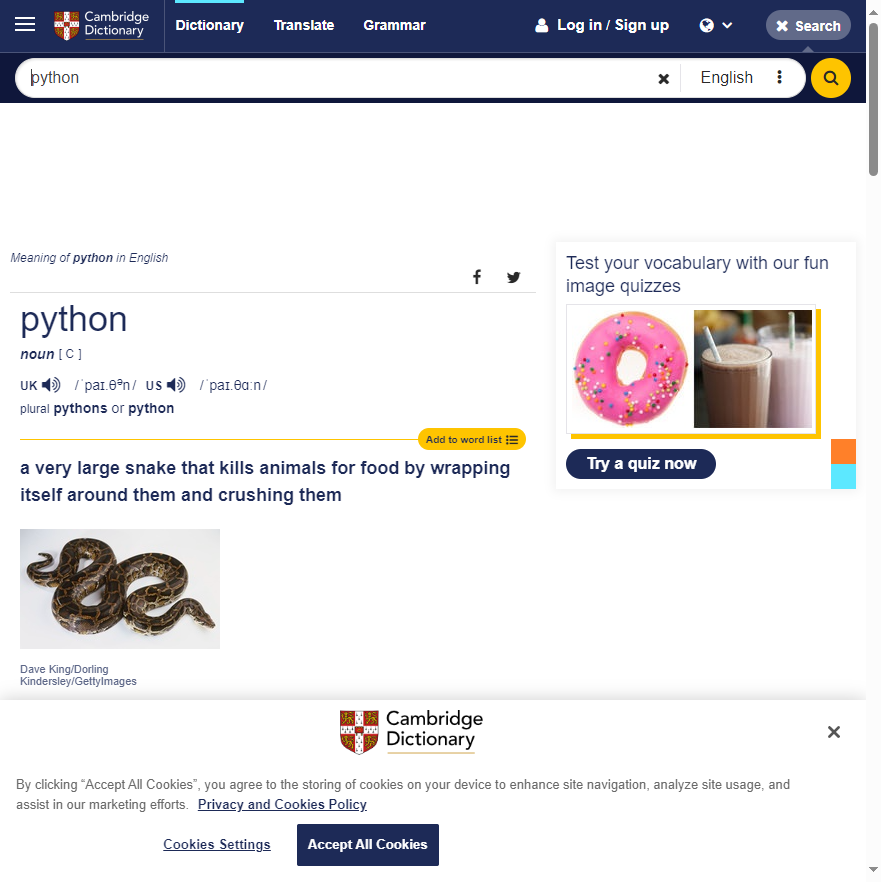 Cambridge
Dictionary
Dictionary
Translate
Grammar
Log in / Sign up
Search
python
English
Meaning of python in English
python
noun [ C ]
UK /ˈpaɪ.θᵊn/ US /ˈpaɪ.θɑːn/
plural pythons or python
Add to word list
a very large snake that kills animals for food by wrapping
itself around them and crushing them
Dave King/Dorling
Kindersley/GettyImages
Test your vocabulary with our fun
image quizzes
Try a quiz now
Cambridge
Dictionary
By clicking “Accept All Cookies”, you agree to the storing of cookies on your device to enhance site navigation, analyze site usage, and
assist in our marketing efforts. Privacy and Cookies Policy
Cookies Settings
Accept All Cookies